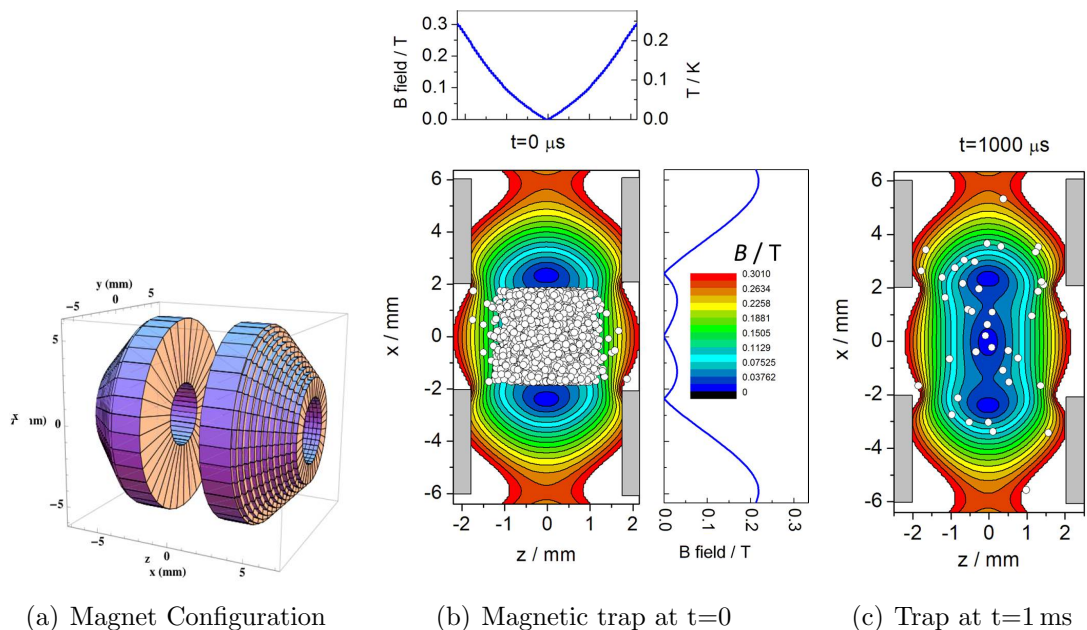 B field / T
0.3
0.2
0.1
0.0
T / K
0.2
0.1
0.0
t=0 μs
x / mm
6
4
2
0
-2
-4
-6
-2 -1 0 1 2
z / mm
B / T
0.3010
0.2634
0.2258
0.1881
0.1505
0.1129
0.07525
0.03762
0
0.0 0.1 0.2 0.3
B field / T
t=1000 μs
x / mm
6
4
2
0
-2
-4
-6
-2 -1 0 1 2
z / mm
y (mm)
−5 0 5
5
0
−5
−5 0 5
z
x (mm)
(a) Magnet Configuration
(b) Magnetic trap at t=0
(c) Trap at t=1 ms